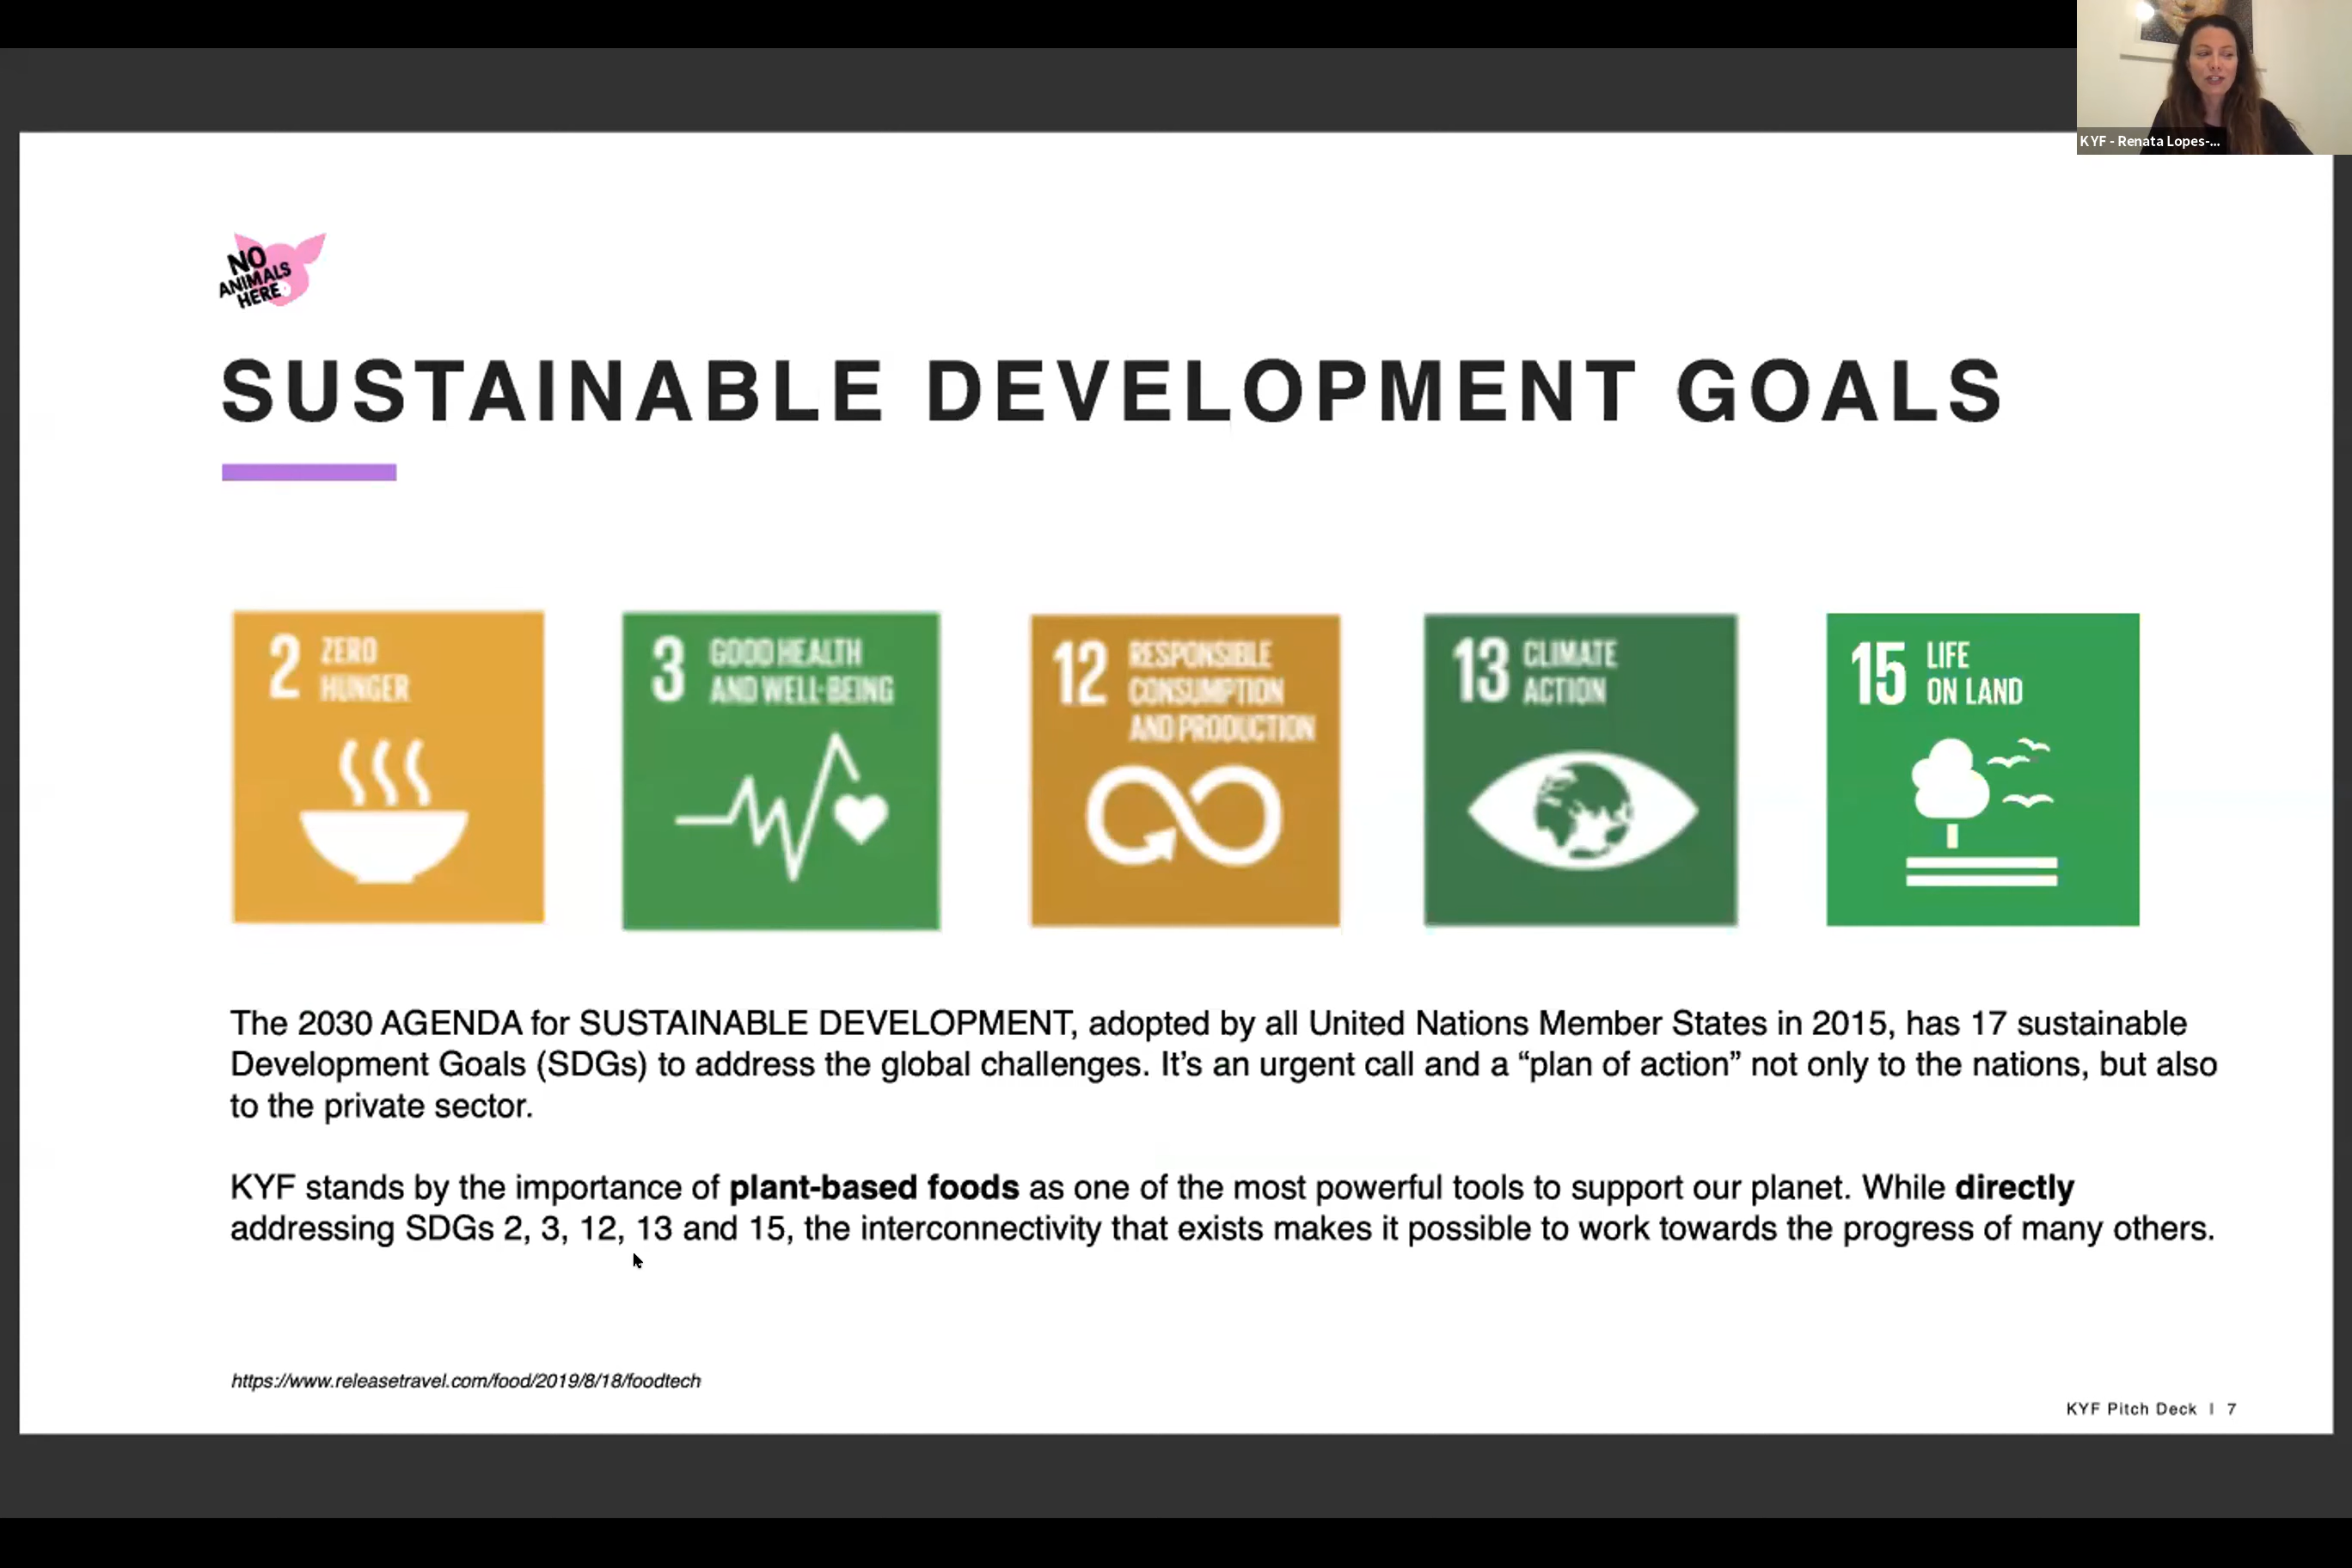 KYF - Renata Lopes-...
NO
ANIMALS
HERE
SUSTAINABLE DEVELOPMENT GOALS
2 ZERO
HUNGER
3 GOOD HEALTH
AND WELL-BEING
12 RESPONSIBLE
CONSUMPTION
AND PRODUCTION
13 CLIMATE
ACTION
15 LIFE
ON LAND
The 2030 AGENDA for SUSTAINABLE DEVELOPMENT, adopted by all United Nations Member States in 2015, has 17 sustainable
Development Goals (SDGs) to address the global challenges. It’s an urgent call and a “plan of action” not only to the nations, but also
to the private sector.
KYF stands by the importance of plant-based foods as one of the most powerful tools to support our planet. While directly
addressing SDGs 2, 3, 12, 13 and 15, the interconnectivity that exists makes it possible to work towards the progress of many others.
https://www.releasetravel.com/food/2019/8/18/foodtech
KYF Pitch Deck | 7